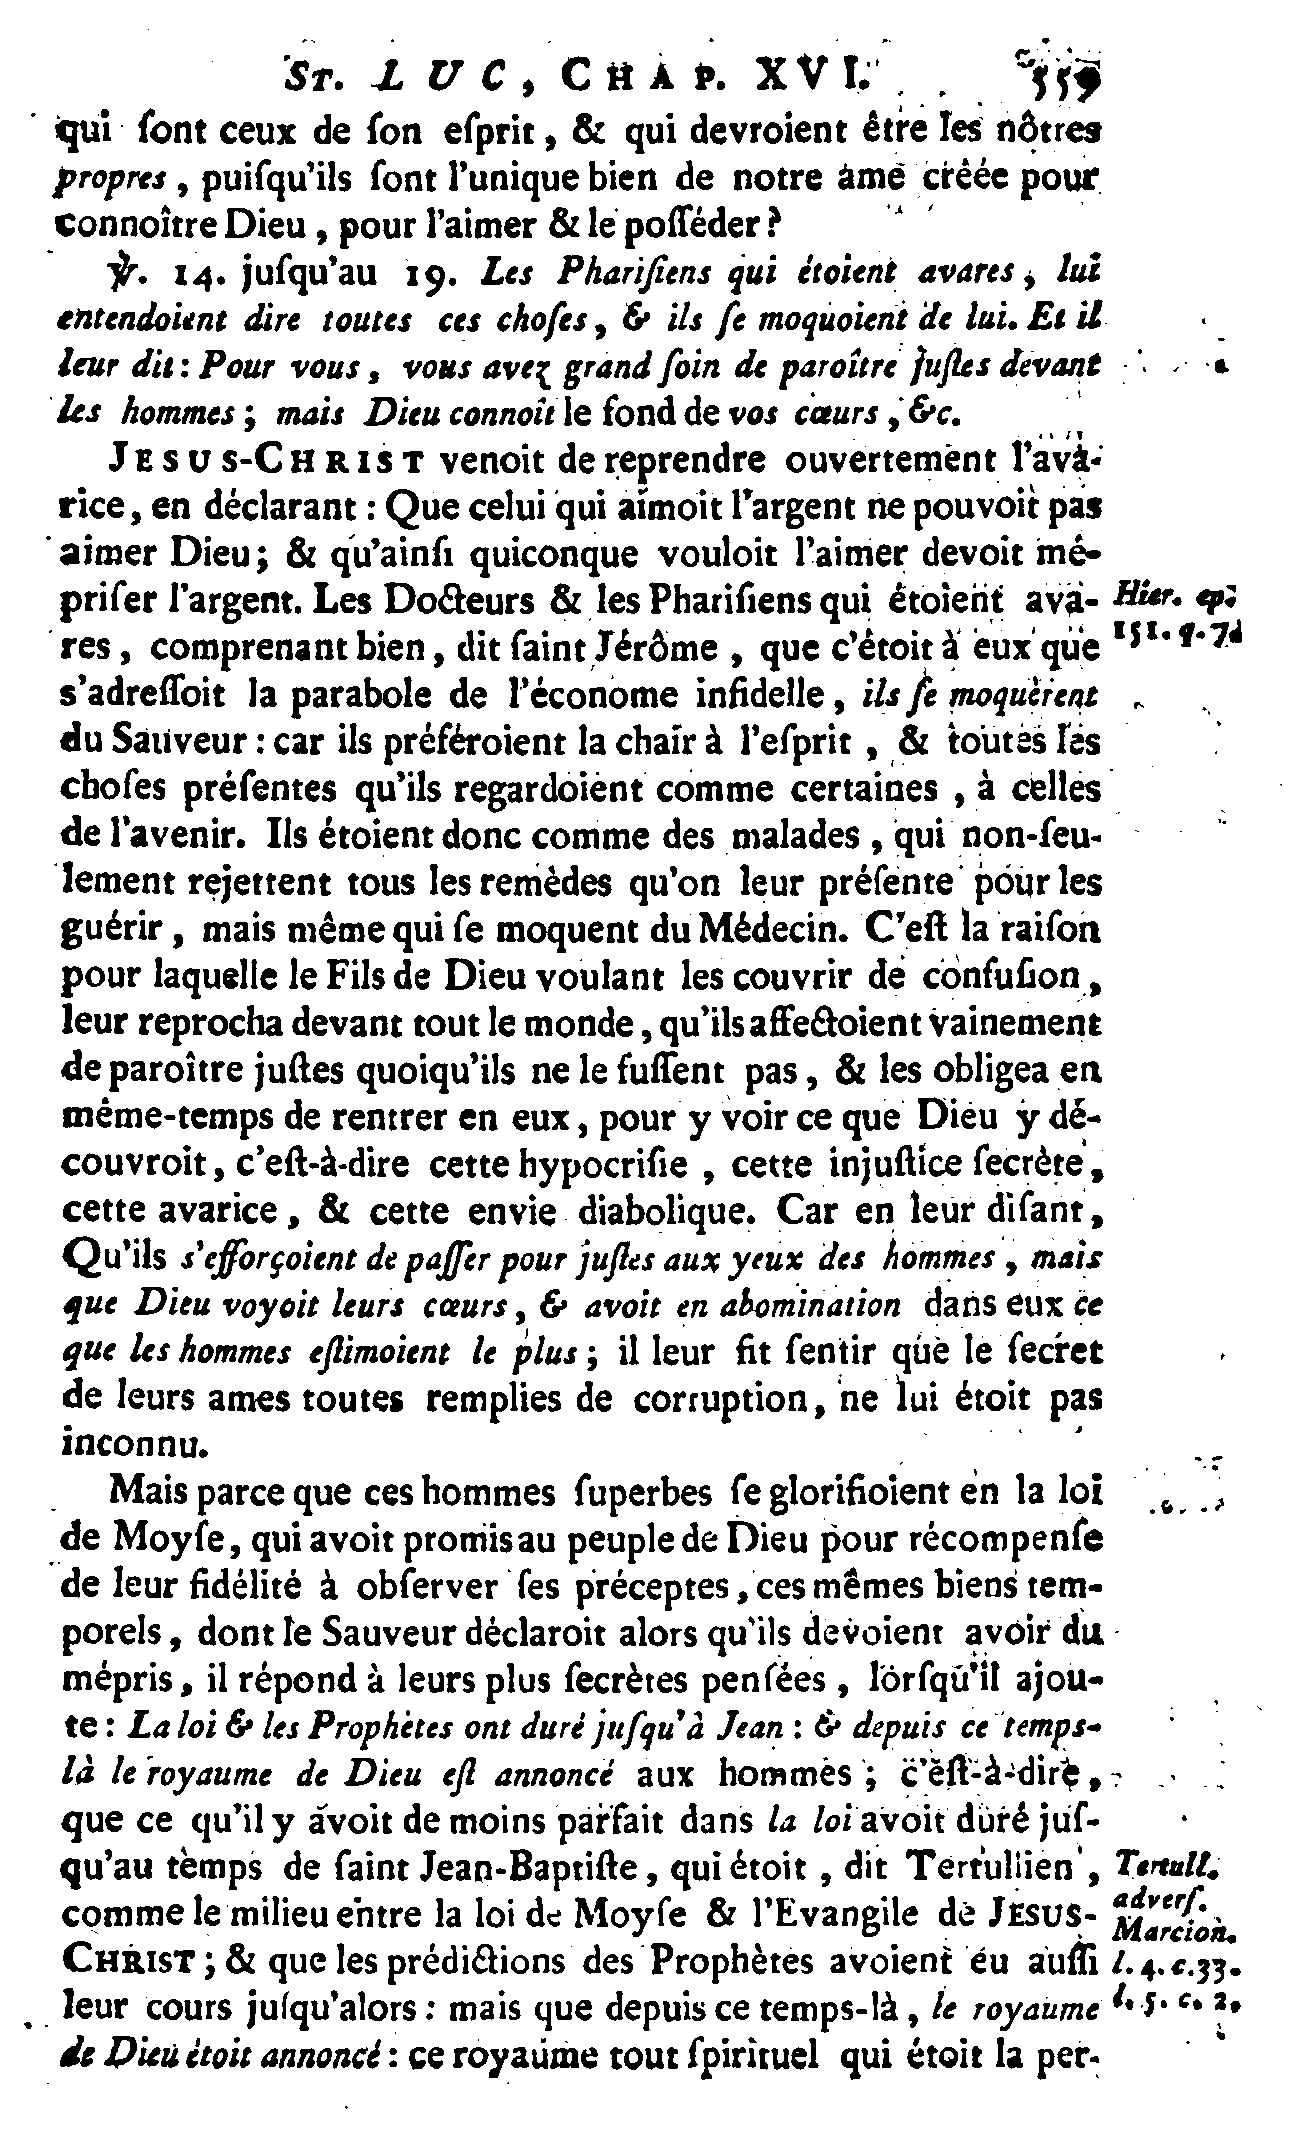 St. LUC, CHAP. XVI. 559
qui ſont ceux de ſon eſprit, & qui devroient être les nôtres
propres, puiſqu'ils ſont l'unique bien de notre ame créée pour
connoître Dieu, pour l'aimer & le poſſéder?
℣. 14. juſqu'au 19. Les Phariſiens qui étoient avares, lui
entendoient dire toutes ces choſes, & ils ſe moquoient de lui. Et il
leur dit: Pour vous, vous avez grand ſoin de paroître juſtes devant
les hommes; mais Dieu connoît le fond de vos cœurs, &c.
JESUS-CHRIST venoit de reprendre ouvertement l'ava-
rice, en déclarant: Que celui qui aimoit l'argent ne pouvoit pas
aimer Dieu; & qu'ainſi quiconque vouloit l'aimer devoit mé-
priſer l'argent. Les Docteurs & les Phariſiens qui étoient ava-
res, comprenant bien, dit ſaint Jérôme, que c'étoit à eux que
s'adreſſoit la parabole de l'économe infidelle, ils ſe moquèrent
du Sauveur: car ils préféroient la chair à l'eſprit, & toutes les
choſes préſentes qu'ils regardoient comme certaines, à celles
de l'avenir. Ils étoient donc comme des malades, qui non-ſeu-
lement rejettent tous les remèdes qu'on leur préſente pour les
guérir, mais même qui ſe moquent du Médecin. C'eſt la raiſon
pour laquelle le Fils de Dieu voulant les couvrir de confuſion,
leur reprocha devant tout le monde, qu'ils affectoient vainement
de paroître juſtes quoiqu'ils ne le fuſſent pas, & les obligea en
même-temps de rentrer en eux, pour y voir ce que Dieu y dé-
couvroit, c'eſt-à-dire cette hypocriſie, cette injuſtice ſecrète,
cette avarice, & cette envie diabolique. Car en leur diſant,
Qu'ils s'efforçoient de paſſer pour juſtes aux yeux des hommes, mais
que Dieu voyoit leurs cœurs, & avoit en abomination dans eux ce
que les hommes eſtimoient le plus; il leur fit ſentir que le ſecret
de leurs ames toutes remplies de corruption, ne lui étoit pas
inconnu.
Mais parce que ces hommes ſuperbes ſe glorifioient en la loi
de Moyſe, qui avoit promis au peuple de Dieu pour récompenſe
de leur fidélité à obſerver ſes préceptes, ces mêmes biens tem-
porels, dont le Sauveur déclaroit alors qu'ils devoient avoir du
mépris, il répond à leurs plus ſecrètes penſées, lorſqu'il ajou-
te: La loi & les Prophètes ont duré juſqu'à Jean: & depuis ce temps-
là le royaume de Dieu eſt annoncé aux hommes; c'eſt-à-dire,
que ce qu'il y avoit de moins parfait dans la loi avoit duré juſ-
qu'au temps de ſaint Jean-Baptiſte, qui étoit, dit Tertullien,
comme le milieu entre la loi de Moyſe & l'Evangile de JESUS-
CHRIST; & que les prédictions des Prophètes avoient eu auſſi
leur cours juſqu'alors: mais que depuis ce temps-là, le royaume
de Dieu étoit annoncé: ce royaume tout ſpirituel qui étoit la per-
Hier. ep.
151. q. 7.
Tertull.
adverſ.
Marcion.
l. 4. c. 33.
l. 5. c. 2.